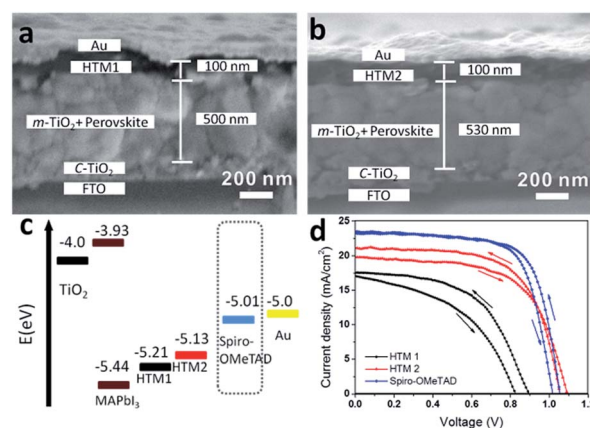 a
Au
HTM1
100 nm
m-TiO2+ Perovskite
500 nm
C-TiO2
FTO
200 nm
b
Au
HTM2
100 nm
m-TiO2+ Perovskite
530 nm
C-TiO2
FTO
200 nm
c
E(eV)
-4.0
TiO2
-3.93
-5.44
MAPbI3
-5.21
HTM1
-5.13
HTM2
-5.01
Spiro-
OMeTAD
-5.0
Au
d
Current density (mA/cm2)
25
20
15
10
5
0
HTM 1
HTM 2
Spiro-OMeTAD
0.0 0.2 0.4 0.6 0.8 1.0 1.2
Voltage (V)